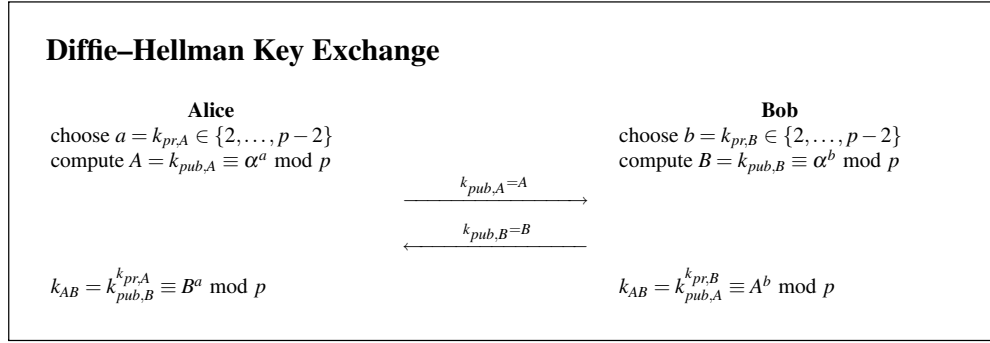 Diffie–Hellman Key Exchange
Alice
choose a = k_{pr,A} ∈ {2,...,p−2}
compute A = k_{pub,A} ≡ α^a mod p
Bob
choose b = k_{pr,B} ∈ {2,...,p−2}
compute B = k_{pub,B} ≡ α^b mod p
k_{pub,A}=A
k_{pub,B}=B
k_{AB} = k_{pub,B}^{k_{pr,A}} ≡ B^a mod p
k_{AB} = k_{pub,A}^{k_{pr,B}} ≡ A^b mod p